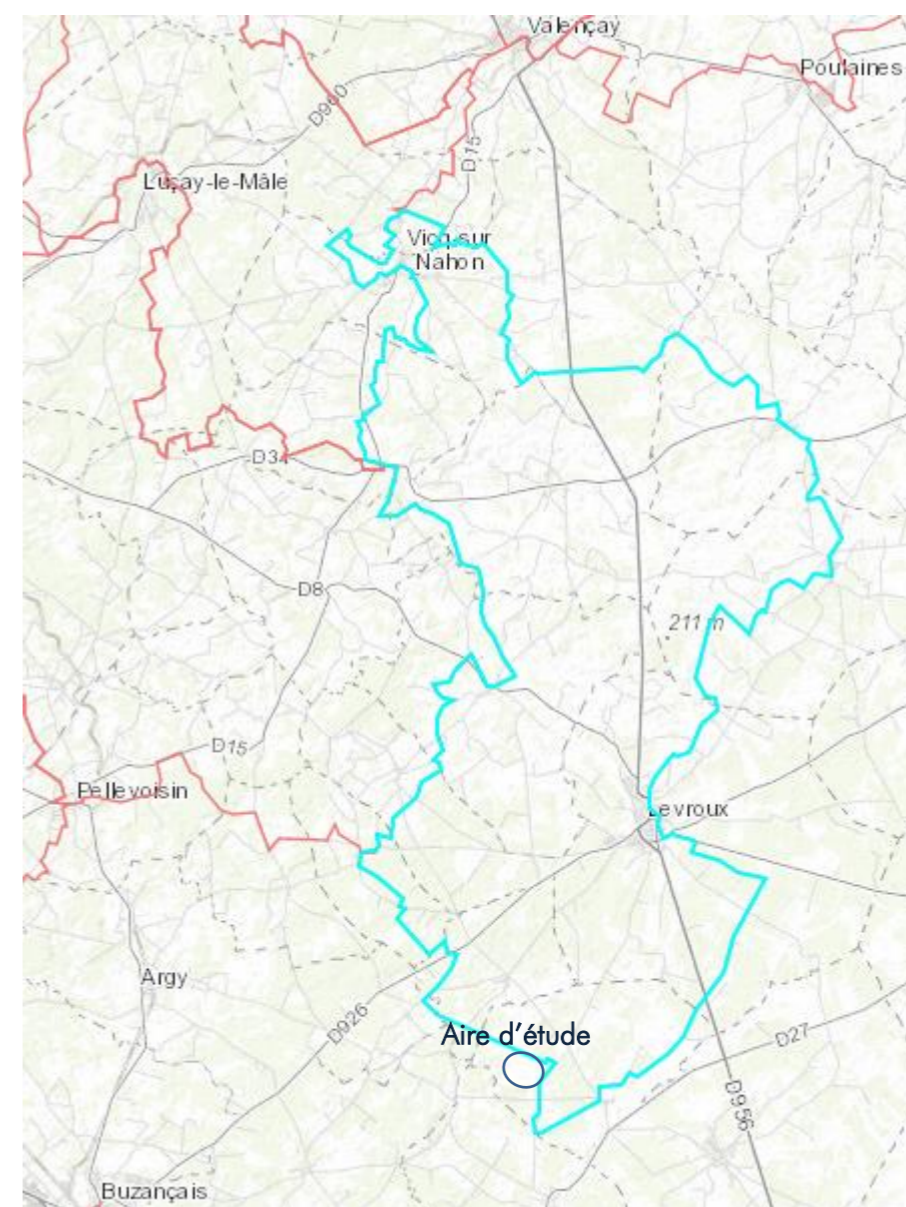 Valençay
Poulaines
D960
D15
Luçay-le-Mâle
Vicq-sur
Nahon
D34
D8
211 m
D15
Pellevoisin
Levroux
Argy
D926
Aire d'étude
D27
D956
Buzançais